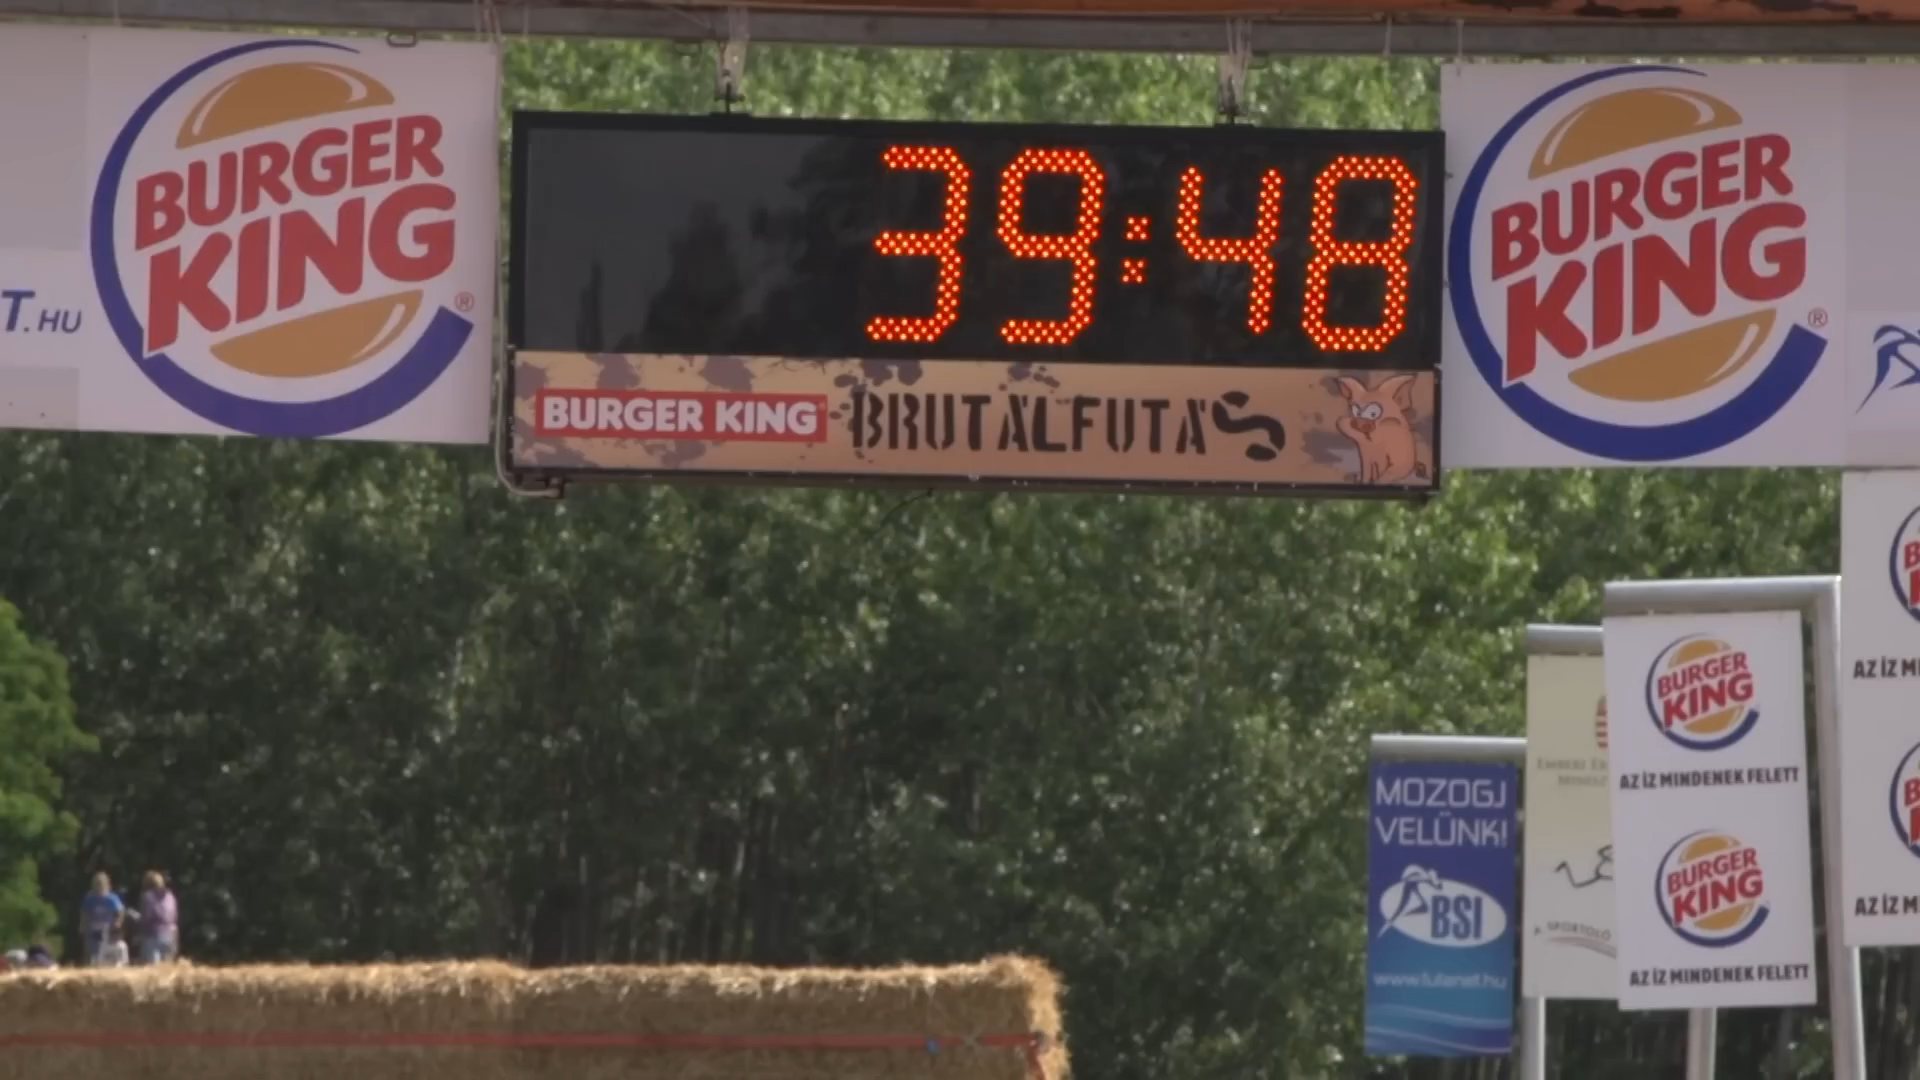 BURGER
KING
®
T.HU
39:48
BURGER KING BRUTÁLFUTÁS
BURGER
KING
®
BURGER
KING
AZ ÍZ MINDENEK FELETT
BURGER
KING
AZ ÍZ MINDENEK FELETT
MOZOGJ
VELÜNK!
BSI
www.futanet.hu
AZ ÍZ
AZ ÍZ